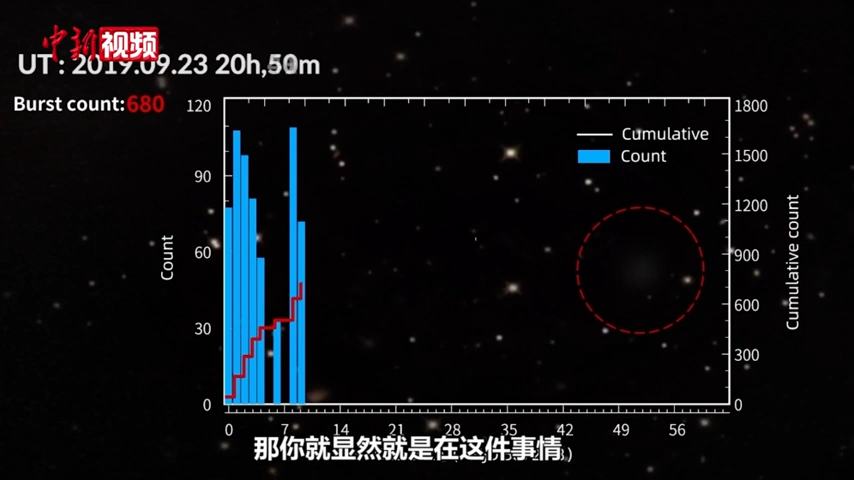 中新视频
UT : 2019.09.23 20h,50m
Burst count:680
120
90
60
30
0
Count
Cumulative
Count
1800
1500
1200
900
600
300
0
Cumulative count
0 7 14 21 28 35 42 49 56
那你就显然就是在这件事情